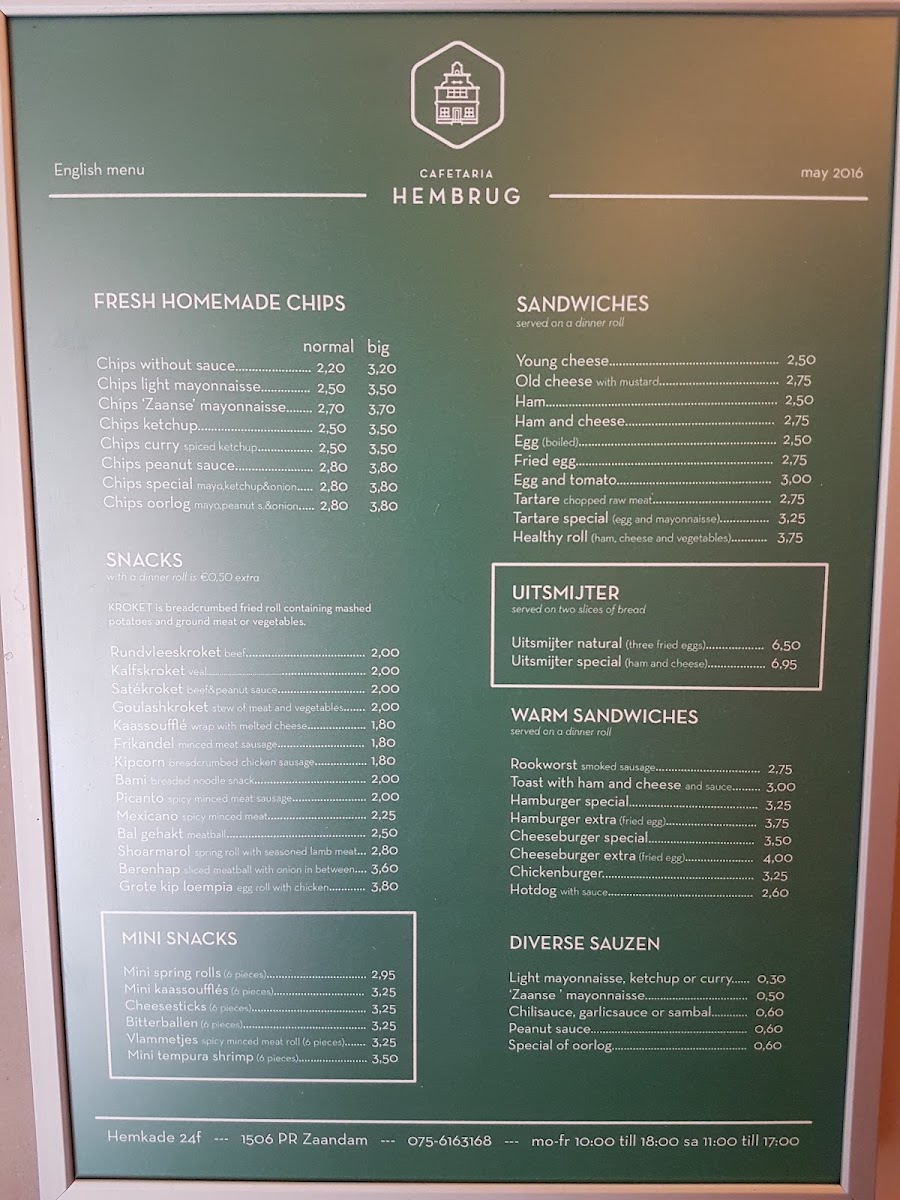 English menu
CAFETARIA
HEMBRUG
may 2016
FRESH HOMEMADE CHIPS
normal big
Chips without sauce........................ 2,20 3,20
Chips light mayonnaisse............... 2,50 3,50
Chips 'Zaanse' mayonnaisse....... 2,70 3,70
Chips ketchup.................................... 2,50 3,50
Chips curry spiced ketchup................. 2,50 3,50
Chips peanut sauce........................ 2,80 3,80
Chips special mayo,ketchup&onion..... 2,80 3,80
Chips oorlog mayo,peanut s.&onion..... 2,80 3,80
SNACKS
with a dinner roll is €0,50 extra
KROKET is breadcrumbed fried roll containing mashed
potatoes and ground meat or vegetables.
Rundvleeskroket beef..................................... 2,00
Kalfskroket veal..................................................... 2,00
Satékroket beef&peanut sauce........................... 2,00
Goulashkroket stew of meat and vegetables....... 2,00
Kaassoufflé wrap with melted cheese.................. 1,80
Frikandel minced meat sausage........................... 1,80
Kipcorn breadcrumbed chicken sausage................ 1,80
Bami breaded noodle snack................................... 2,00
Picanto spicy minced meat sausage....................... 2,00
Mexicano spicy minced meat............................... 2,25
Bal gehakt meatball........................................... 2,50
Shoarmarol spring roll with seasoned lamb meat... 2,80
Berenhap sliced meatball with onion in between.... 3,60
Grote kip loempia egg roll with chicken............ 3,80
MINI SNACKS
Mini spring rolls (6 pieces)............................... 2,95
Mini kaassoufflés (6 pieces)............................ 3,25
Cheesesticks (6 pieces)................................... 3,25
Bitterballen (6 pieces)...................................... 3,25
Vlammetjes spicy minced meat roll (6 pieces)....... 3,25
Mini tempura shrimp (6 pieces)..................... 3,50
SANDWICHES
served on a dinner roll
Young cheese.................................................... 2,50
Old cheese with mustard..................................... 2,75
Ham....................................................................... 2,50
Ham and cheese............................................... 2,75
Egg (boiled)............................................................ 2,50
Fried egg............................................................. 2,75
Egg and tomato................................................ 3,00
Tartare chopped raw meat.................................... 2,75
Tartare special (egg and mayonnaise)............... 3,25
Healthy roll (ham, cheese and vegetables)........... 3,75
UITSMIJTER
served on two slices of bread
Uitsmijter natural (three fried eggs).................... 6,50
Uitsmijter special (ham and cheese).................. 6,95
WARM SANDWICHES
served on a dinner roll
Rookworst smoked sausage................................ 2,75
Toast with ham and cheese and sauce......... 3,00
Hamburger special........................................ 3,25
Hamburger extra (fried egg)............................ 3,75
Cheeseburger special.................................. 3,50
Cheeseburger extra (fried egg)...................... 4,00
Chickenburger................................................ 3,25
Hotdog with sauce.............................................. 2,60
DIVERSE SAUZEN
Light mayonnaisse, ketchup or curry..... 0,30
'Zaanse ' mayonnaisse................................ 0,50
Chilisauce, garlicsauce or sambal........... 0,60
Peanut sauce................................................. 0,60
Special of oorlog.......................................... 0,60
Hemkade 24f --- 1506 PR Zaandam --- 075-6163168 --- mo-fr 10:00 till 18:00 sa 11:00 till 17:00